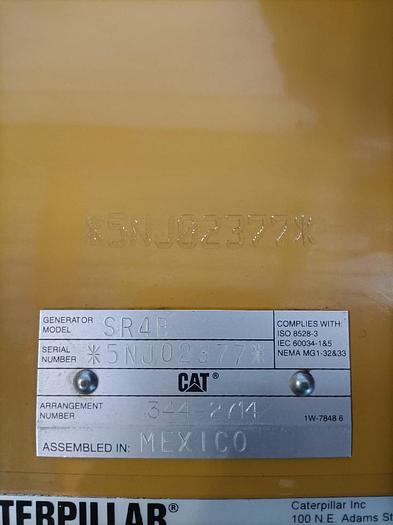 *5NJ02377*
GENERATOR MODEL SR4B
SERIAL NUMBER *5NJ02377*
COMPLIES WITH:
ISO 8528-3
IEC 60034-1&5
NEMA MG1-32&33
CAT®
ARRANGEMENT NUMBER 344-2714
1W-7848 6
ASSEMBLED IN: MEXICO
TERPILLAR®
Caterpillar Inc
100 N.E. Adams St